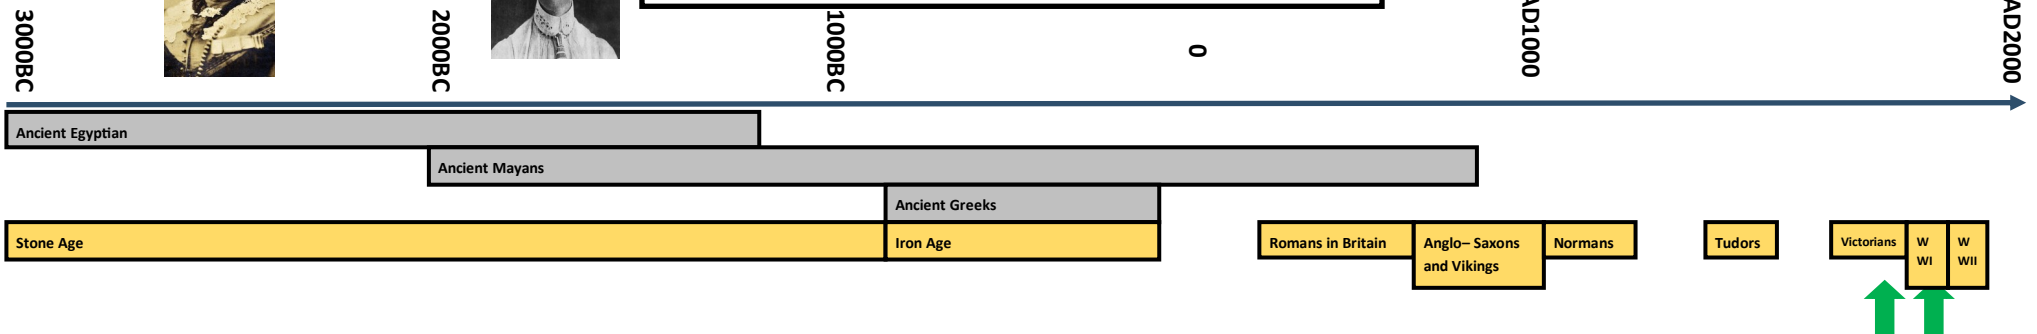 3000BC
2000BC
1000BC
0
AD1000
AD2000
Ancient Egyptian
Ancient Mayans
Ancient Greeks
Stone Age
Iron Age
Romans in Britain
Anglo– Saxons
and Vikings
Normans
Tudors
Victorians
W
WI
W
WII